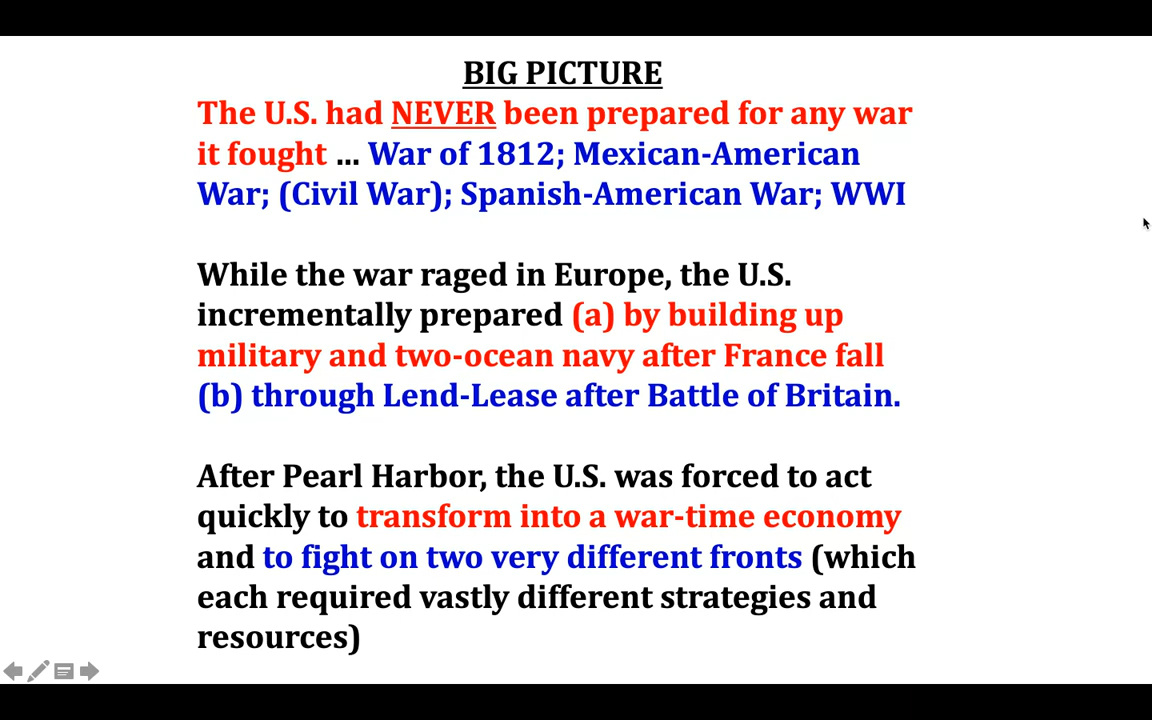 BIG PICTURE
The U.S. had NEVER been prepared for any war
it fought ... War of 1812; Mexican-American
War; (Civil War); Spanish-American War; WWI
While the war raged in Europe, the U.S.
incrementally prepared (a) by building up
military and two-ocean navy after France fall
(b) through Lend-Lease after Battle of Britain.
After Pearl Harbor, the U.S. was forced to act
quickly to transform into a war-time economy
and to fight on two very different fronts (which
each required vastly different strategies and
resources)